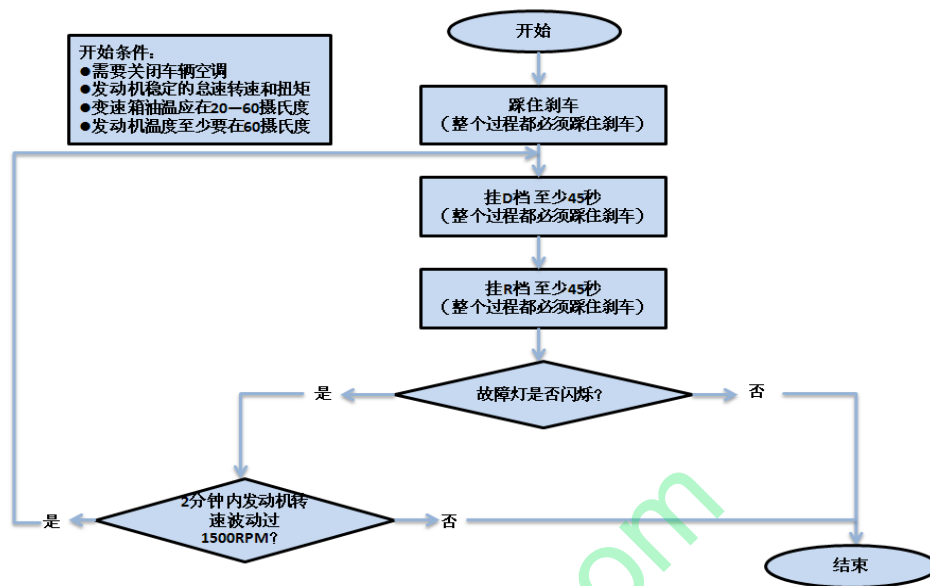 开始
开始条件：
●需要关闭车辆空调
●发动机稳定的怠速转速和扭矩
●变速箱油温应在20—60摄氏度
●发动机温度至少要在60摄氏度
踩住刹车
（整个过程都必须踩住刹车）
挂D档 至少45秒
（整个过程都必须踩住刹车）
挂R档 至少45秒
（整个过程都必须踩住刹车）
故障灯是否闪烁?
是
否
2分钟内发动机转
速波动过
1500RPM?
是
否
结束
com